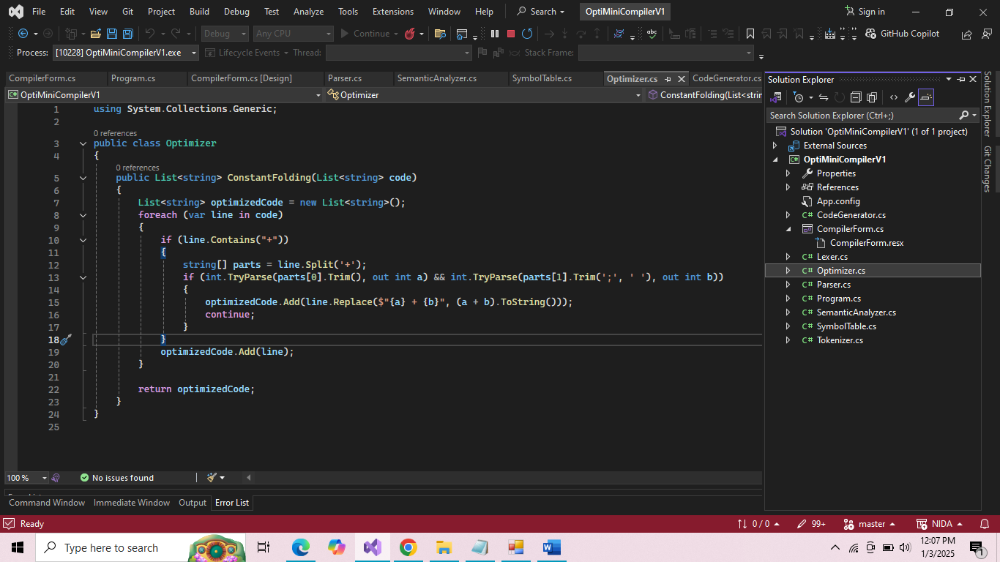 File Edit View Git Project Build Debug Test Analyze Tools Extensions Window Help Search OptiMiniCompilerV1 Sign in
Debug Any CPU Continue GitHub Copilot
Process: [10228] OptiMiniCompilerV1.exe Lifecycle Events Thread: Stack Frame:
CompilerForm.cs Program.cs CompilerForm.cs [Design] Parser.cs SemanticAnalyzer.cs SymbolTable.cs Optimizer.cs CodeGenerator.cs
OptiMiniCompilerV1 Optimizer ConstantFolding(List<strin
1 using System.Collections.Generic;
2
0 references
3 public class Optimizer
4 {
0 references
5 public List<string> ConstantFolding(List<string> code)
6 {
7 List<string> optimizedCode = new List<string>();
8 foreach (var line in code)
9 {
10 if (line.Contains("+"))
11 {
12 string[] parts = line.Split('+');
13 if (int.TryParse(parts[0].Trim(), out int a) && int.TryParse(parts[1].Trim(';', ' '), out int b))
14 {
15 optimizedCode.Add(line.Replace($"{a} + {b}", (a + b).ToString()));
16 continue;
17 }
18 }
19 optimizedCode.Add(line);
20 }
21
22 return optimizedCode;
23 }
24 }
25
100 % No issues found
Command Window Immediate Window Output Error List
Solution Explorer
Search Solution Explorer (Ctrl+;)
Solution 'OptiMiniCompilerV1' (1 of 1 project)
External Sources
OptiMiniCompilerV1
Properties
References
App.config
CodeGenerator.cs
CompilerForm.cs
CompilerForm.resx
Lexer.cs
Optimizer.cs
Parser.cs
Program.cs
SemanticAnalyzer.cs
SymbolTable.cs
Tokenizer.cs
Solution Explorer
Git Changes
Ready 0 / 0 99+ master NIDA
Type here to search
12:07 PM
1/3/2025
1